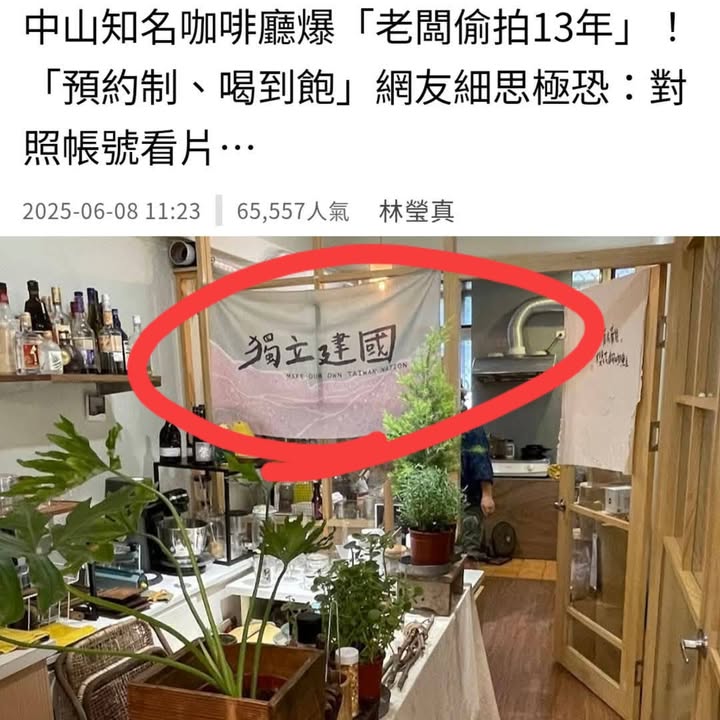 中山知名咖啡廳爆「老闆偷拍13年」！
「預約制、喝到飽」網友細思極恐：對
照帳號看片…
2025-06-08 11:23
65,557人氣
林瑩真
獨立建國
MAKE OUR OWN TAIWAN NATION